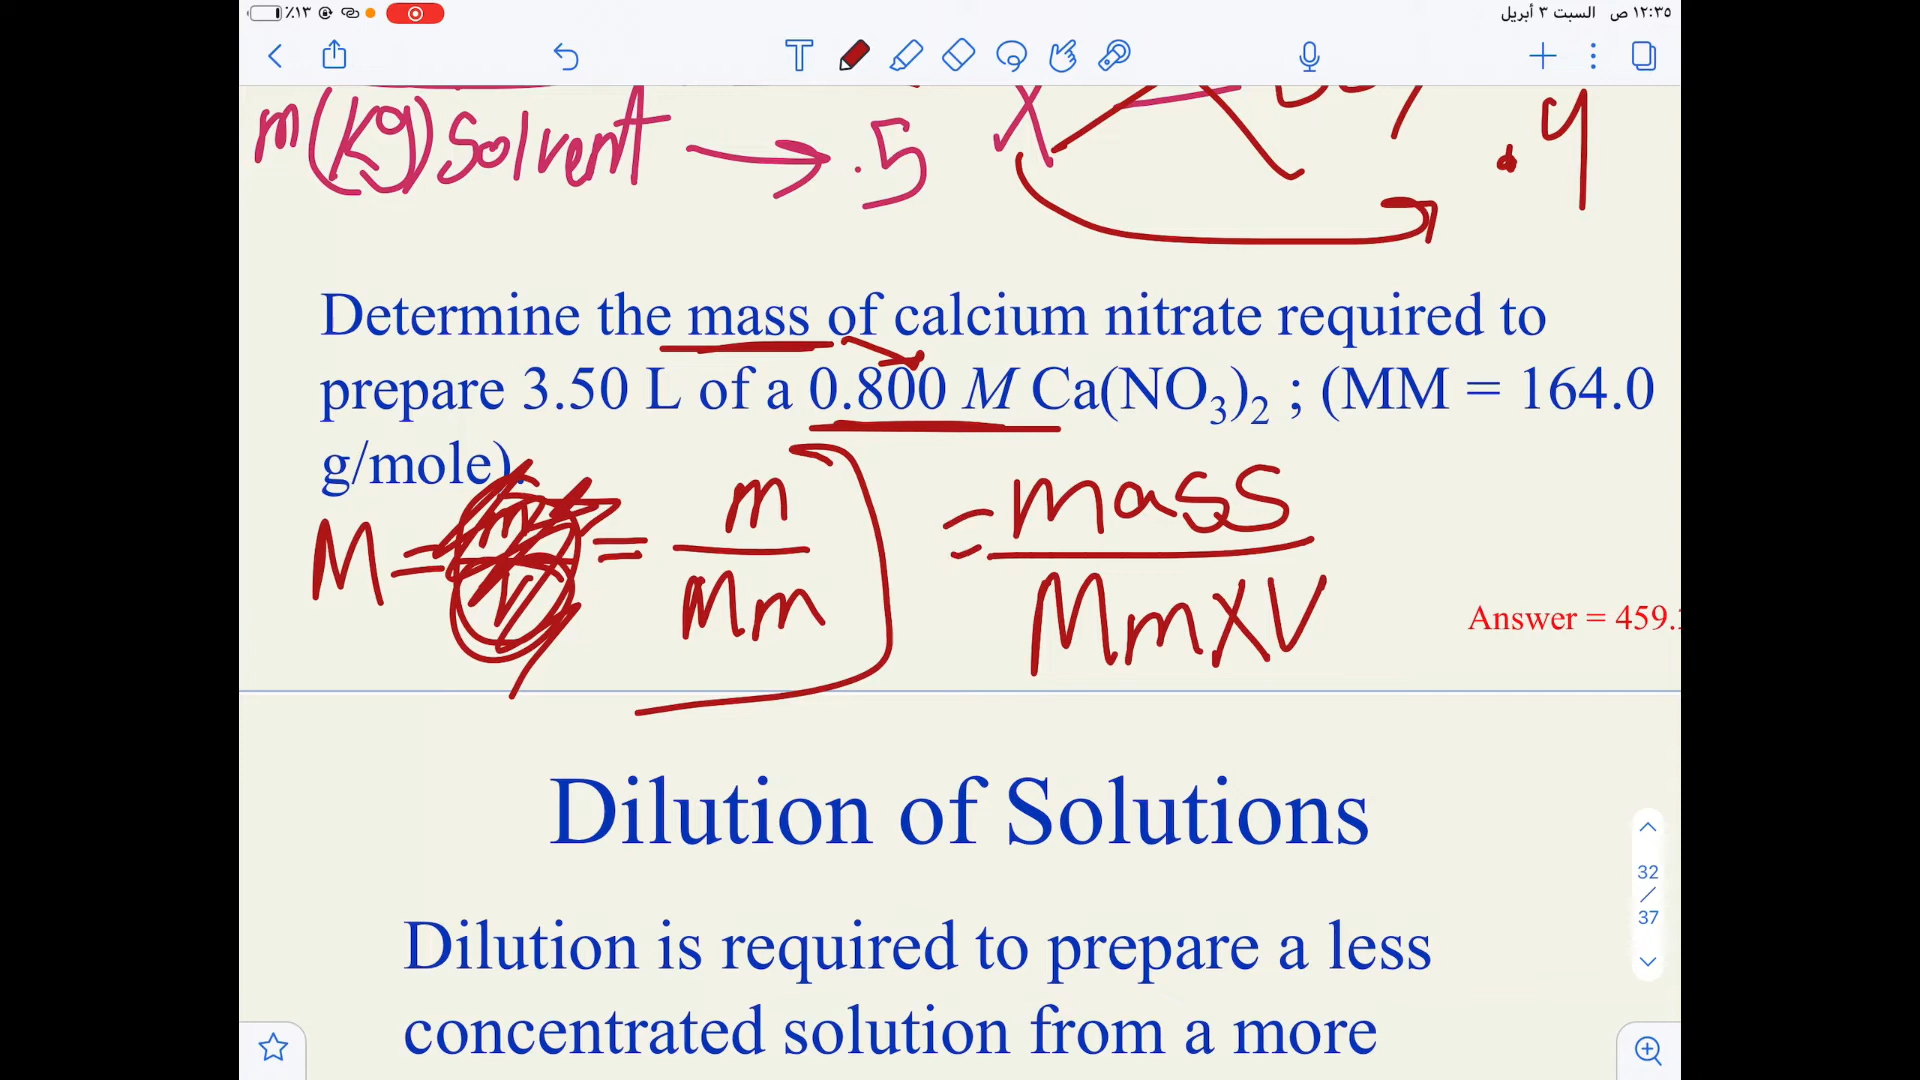 ٪١٣
١٢:٣٥ ص السبت ٣ أبريل
m(Kg) Solvent → .5
X
.4
Determine the mass of calcium nitrate required to
prepare 3.50 L of a 0.800 M Ca(NO₃)₂ ; (MM = 164.0
g/mole).
M = = m / Mm = mass / Mm X V
Answer = 459.
Dilution of Solutions
Dilution is required to prepare a less
concentrated solution from a more
32
/
37